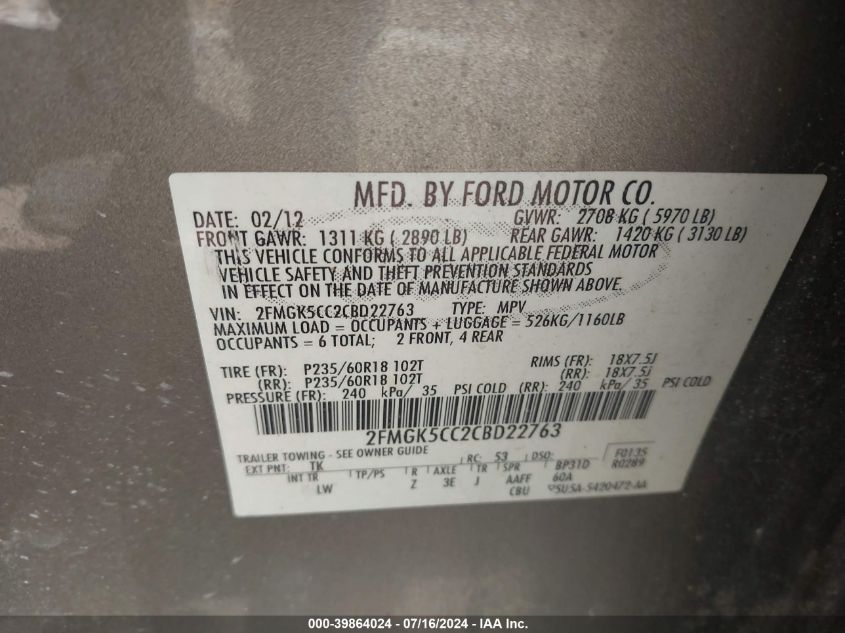 MFD. BY FORD MOTOR CO.
DATE: 02/12 GVWR: 2708 KG ( 5970 LB)
FRONT GAWR: 1311 KG ( 2890 LB) REAR GAWR: 1420 KG ( 3130 LB)
THIS VEHICLE CONFORMS TO ALL APPLICABLE FEDERAL MOTOR
VEHICLE SAFETY AND THEFT PREVENTION STANDARDS
IN EFFECT ON THE DATE OF MANUFACTURE SHOWN ABOVE.
VIN: 2FMGK5CC2CBD22763 TYPE: MPV
MAXIMUM LOAD = OCCUPANTS + LUGGAGE = 526KG/1160LB
OCCUPANTS = 6 TOTAL; 2 FRONT, 4 REAR
TIRE (FR): P235/60R18 102T RIMS (FR): 18X7.5J
(RR): P235/60R18 102T (RR): 18X7.5J
PRESSURE (FR): 240 kPa/ 35 PSI COLD (RR): 240 kPa/ 35 PSI COLD
2FMGK5CC2CBD22763
TRAILER TOWING - SEE OWNER GUIDE RC: 53 DSO: F0135
EXT PNT: TK BP31D R0289
INT TR TP/PS R AXLE TR SPR 60A
LW Z 3E J AAFF
CBU 5U5A-5420472-AA
000-39864024 - 07/16/2024 - IAA Inc.